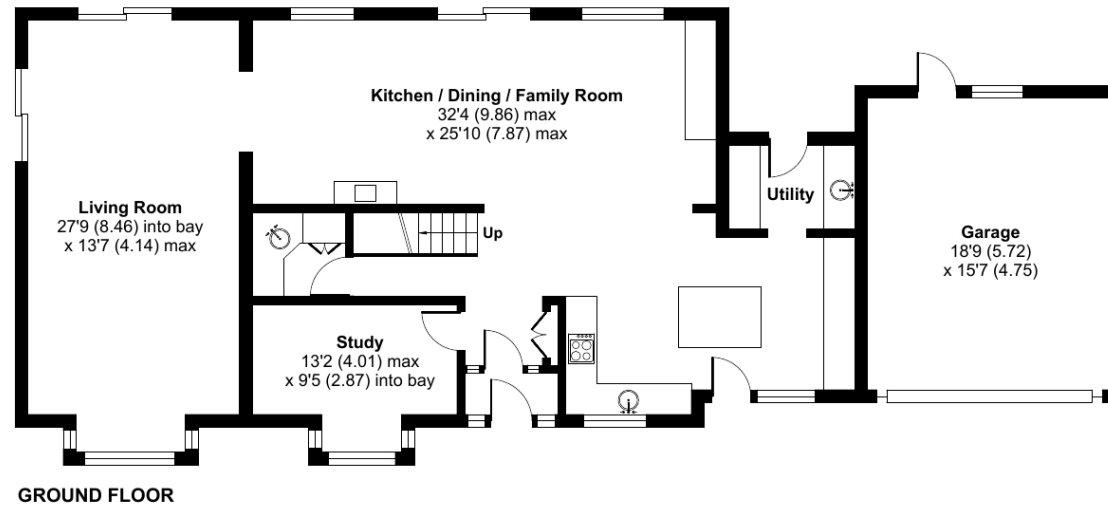 Kitchen / Dining / Family Room
32'4 (9.86) max
x 25'10 (7.87) max
Utility
Living Room
27'9 (8.46) into bay
x 13'7 (4.14) max
Up
Garage
18'9 (5.72)
x 15'7 (4.75)
Study
13'2 (4.01) max
x 9'5 (2.87) into bay
GROUND FLOOR